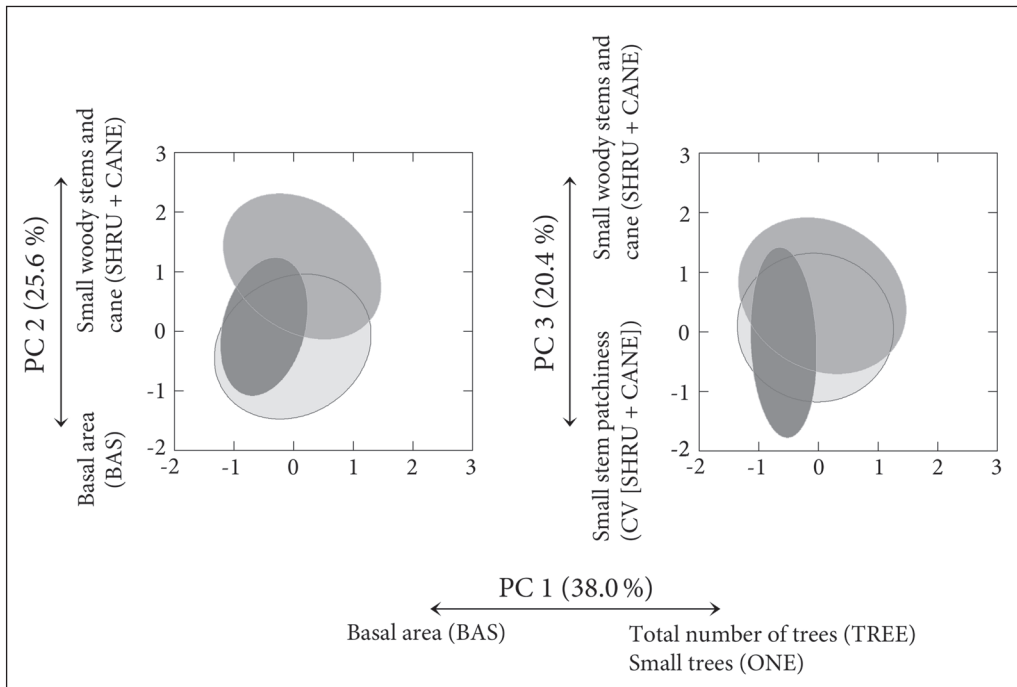 PC 2 (25.6 %)
Small woody stems and
cane (SHRU + CANE)
Basal area
(BAS)
3
2
1
0
-1
-2
-2
-1
0
1
2
3
PC 3 (20.4 %)
Small woody stems and
cane (SHRU + CANE)
Small stem patchiness
(CV [SHRU + CANE])
3
2
1
0
-1
-2
-2
-1
0
1
2
3
PC 1 (38.0 %)
Basal area (BAS)
Total number of trees (TREE)
Small trees (ONE)